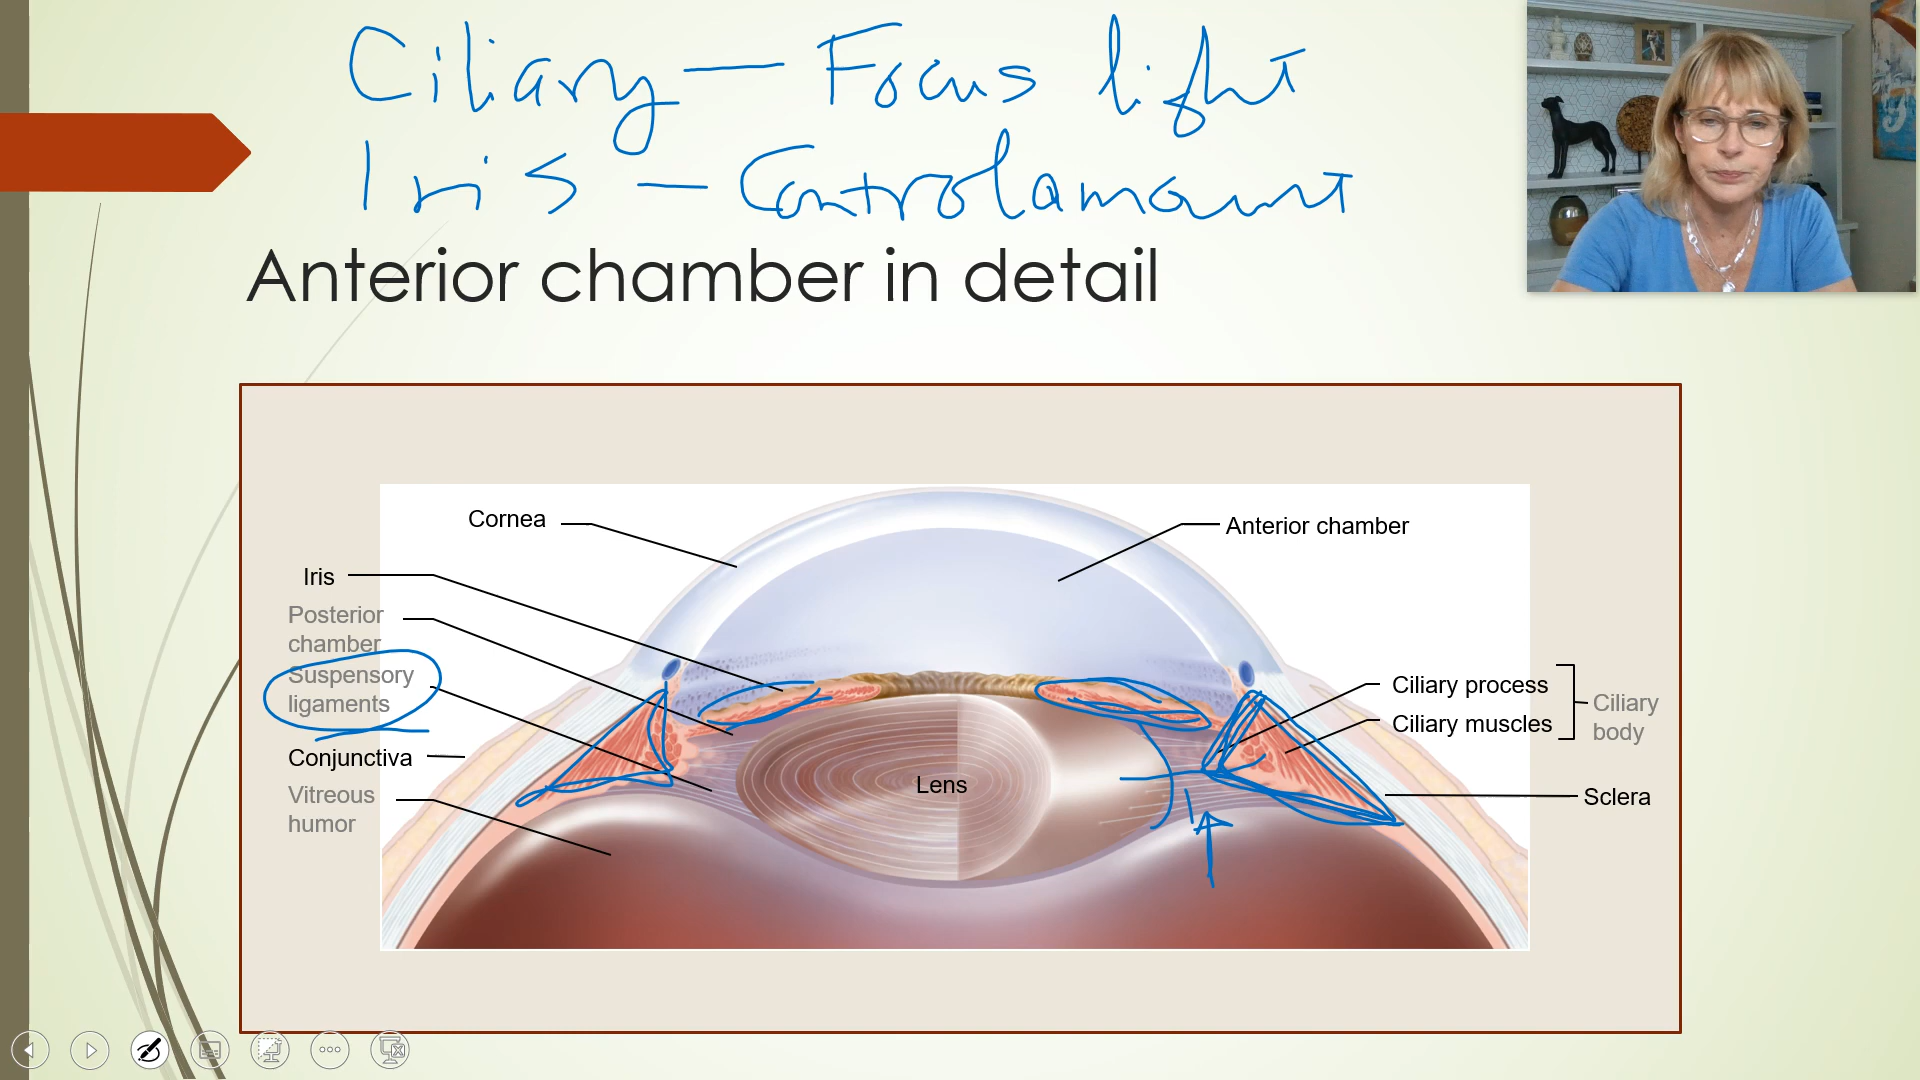 Ciliary — Focus light
Iris — Control amount
Anterior chamber in detail
Cornea
Anterior chamber
Iris
Posterior
chamber
Suspensory
ligaments
Conjunctiva
Vitreous
humor
Lens
Ciliary process
Ciliary muscles
Ciliary
body
Sclera